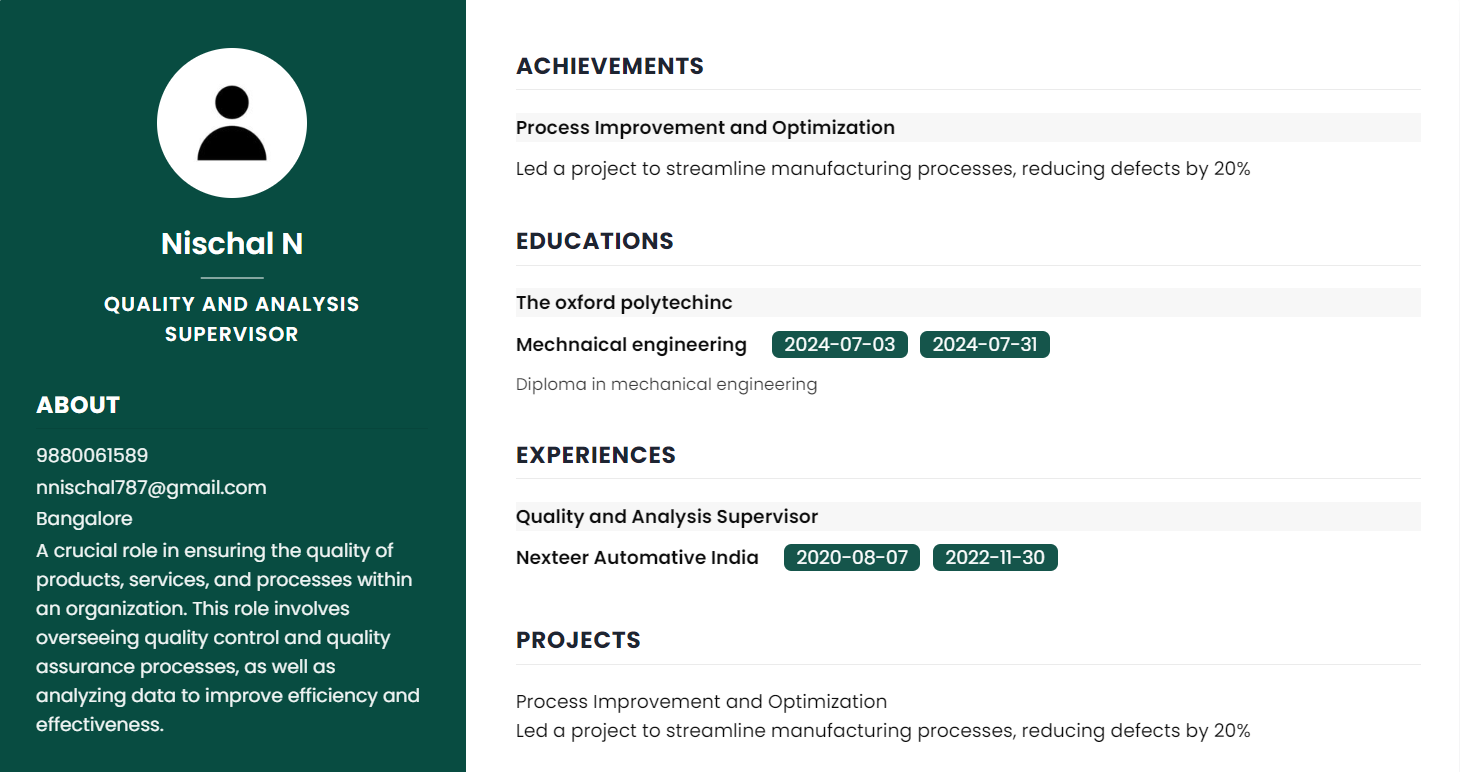 Nischal N
QUALITY AND ANALYSIS
SUPERVISOR
ABOUT
9880061589
nnischal787@gmail.com
Bangalore
A crucial role in ensuring the quality of
products, services, and processes within
an organization. This role involves
overseeing quality control and quality
assurance processes, as well as
analyzing data to improve efficiency and
effectiveness.
ACHIEVEMENTS
Process Improvement and Optimization
Led a project to streamline manufacturing processes, reducing defects by 20%
EDUCATIONS
The oxford polytechinc
Mechnaical engineering 2024-07-03 2024-07-31
Diploma in mechanical engineering
EXPERIENCES
Quality and Analysis Supervisor
Nexteer Automative India 2020-08-07 2022-11-30
PROJECTS
Process Improvement and Optimization
Led a project to streamline manufacturing processes, reducing defects by 20%